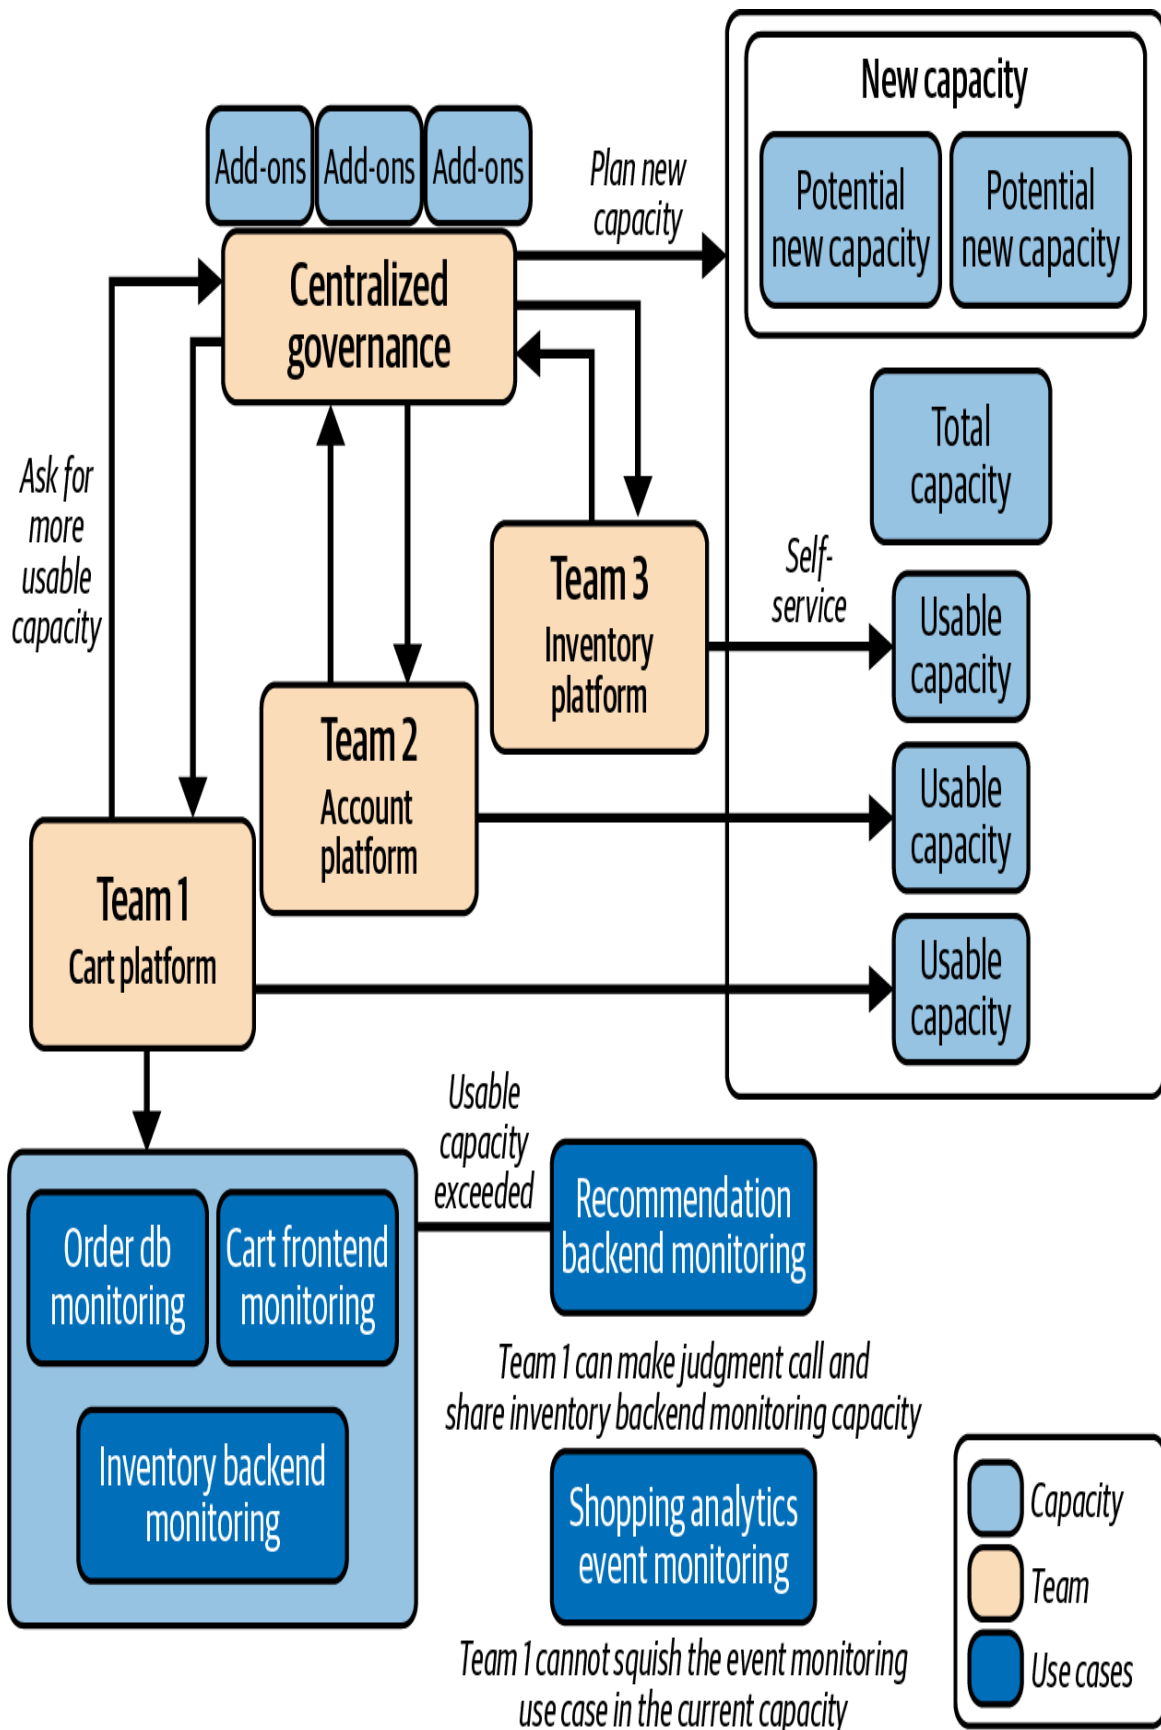 New capacity
Potential
new capacity
Potential
new capacity
Add-ons
Add-ons
Add-ons
Plan new
capacity
Centralized
governance
Total
capacity
Ask for
more
usable
capacity
Self-
service
Team 3
Inventory
platform
Usable
capacity
Team 2
Account
platform
Usable
capacity
Team 1
Cart platform
Usable
capacity
Usable
capacity
exceeded
Order db
monitoring
Cart frontend
monitoring
Inventory backend
monitoring
Recommendation
backend monitoring
Team 1 can make judgment call and
share inventory backend monitoring capacity
Shopping analytics
event monitoring
Team 1 cannot squish the event monitoring
use case in the current capacity
Capacity
Team
Use cases